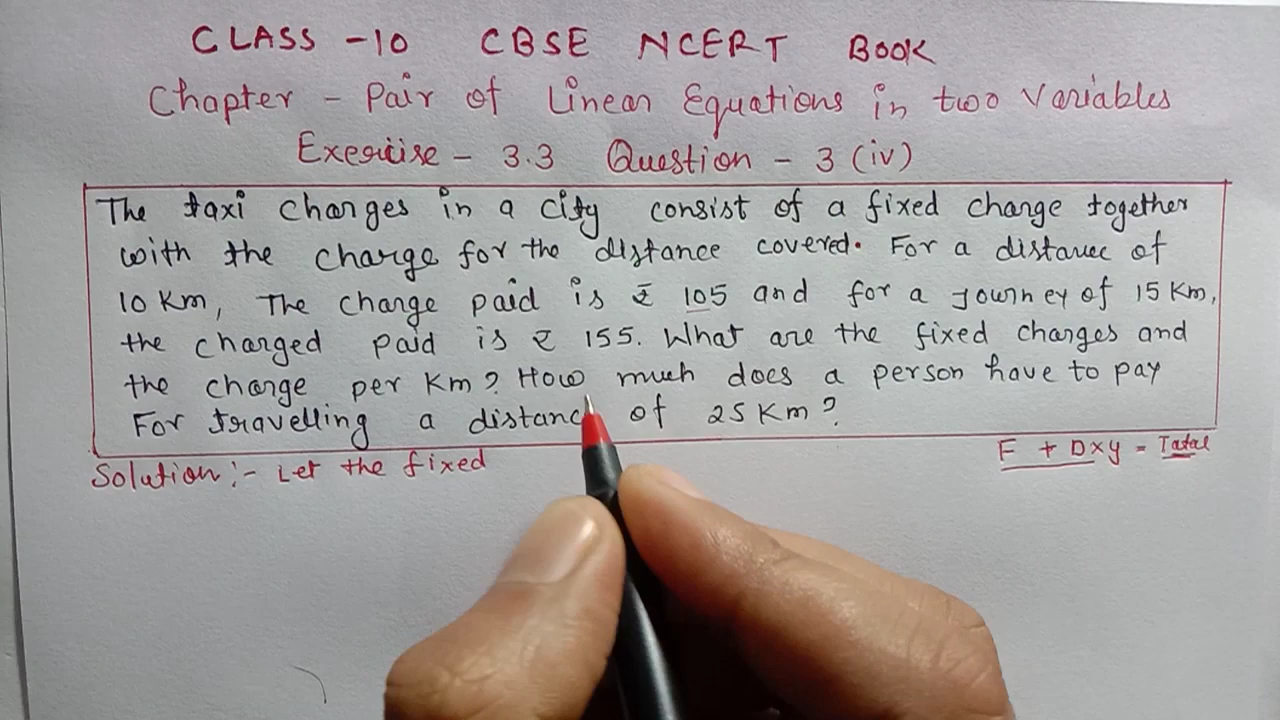 CLASS -10 CBSE NCERT BOOK
Chapter - Pair of Linear Equations in two Variables
Exercise - 3.3 Question - 3 (iv)
The taxi charges in a city consist of a fixed charge together
with the charge for the distance covered. For a distance of
10 Km, The charge paid is ₹ 105 and for a Journey of 15 Km,
the charged paid is ₹ 155. What are the fixed charges and
the charge per Km? How much does a person have to pay
For travelling a distanc of 25 Km?
F + D×y = Total
Solution:- Let the fixed